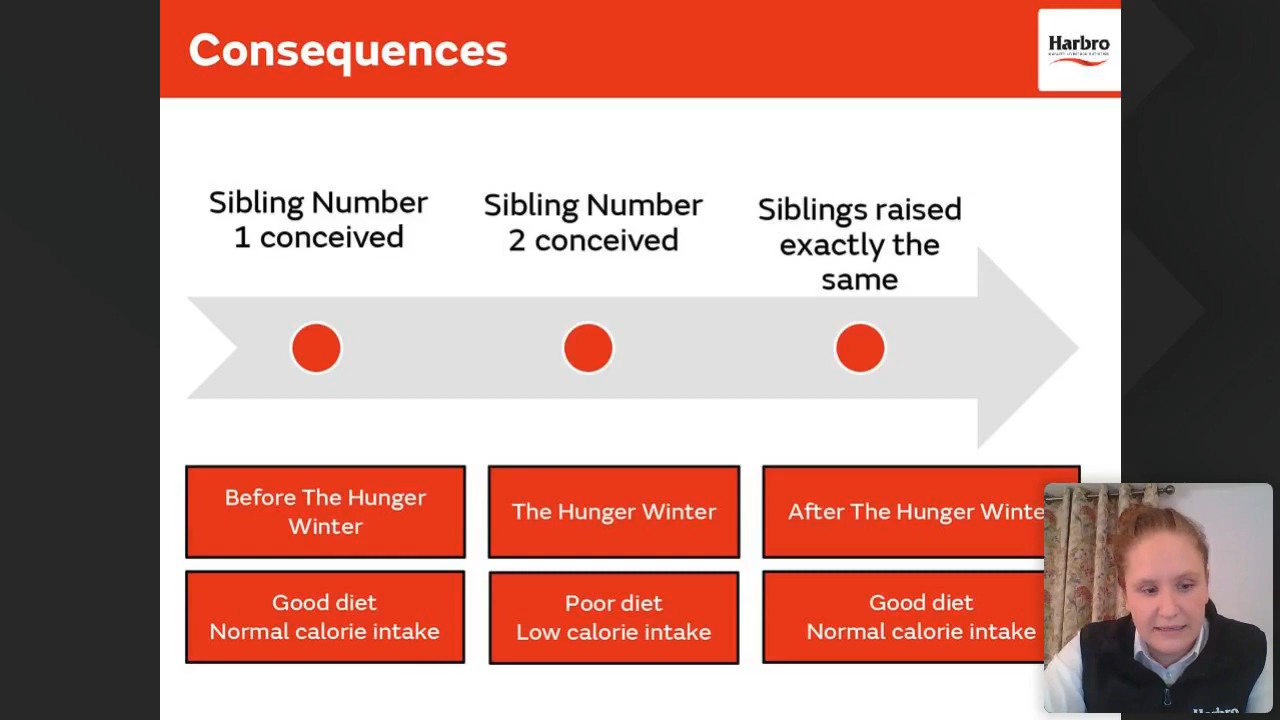 Consequences
Harbro
Sibling Number
1 conceived
Sibling Number
2 conceived
Siblings raised
exactly the
same
Before The Hunger
Winter
The Hunger Winter
After The Hunger Winte
Good diet
Normal calorie intake
Poor diet
Low calorie intake
Good diet
Normal calorie intake
Harbro